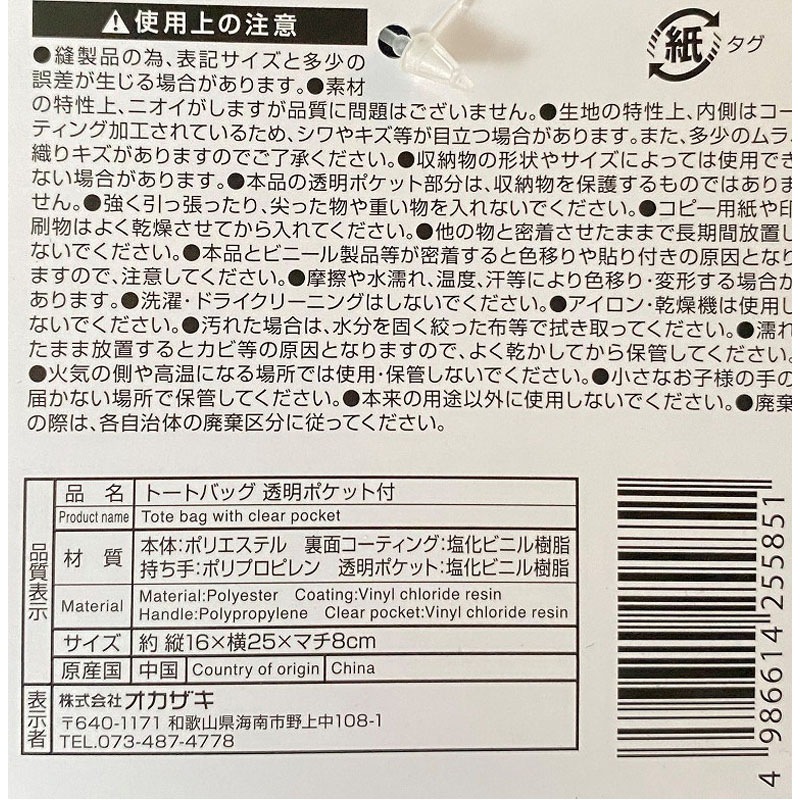 ⚠使用上の注意
紙 タグ
●縫製品の為、表記サイズと多少の
誤差が生じる場合があります。●素材
の特性上、ニオイがしますが品質に問題はございません。●生地の特性上、内側はコー
ティング加工されているため、シワやキズ等が目立つ場合があります。また、多少のムラ、
織りキズがありますのでご了承ください。●収納物の形状やサイズによっては使用でき
ない場合があります。●本品の透明ポケット部分は、収納物を保護するものではありま
せん。●強く引っ張ったり、尖った物や重い物を入れないでください。●コピー用紙や印
刷物はよく乾燥させてから入れてください。●他の物と密着させたままで長期間放置し
ないでください。●本品とビニール製品等が密着すると色移りや貼り付きの原因となり
ますので、注意してください。●摩擦や水濡れ、温度、汗等により色移り・変形する場合が
あります。●洗濯・ドライクリーニングはしないでください。●アイロン・乾燥機は使用し
ないでください。●汚れた場合は、水分を固く絞った布等で拭き取ってください。●濡れ
たまま放置するとカビ等の原因となりますので、よく乾かしてから保管してください。
●火気の側や高温になる場所では使用・保管しないでください。●小さなお子様の手の
届かない場所で保管してください。●本来の用途以外に使用しないでください。●廃棄
の際は、各自治体の廃棄区分に従ってください。
品質表示
品 名 トートバッグ 透明ポケット付
Product name Tote bag with clear pocket
材 質 本体:ポリエステル 裏面コーティング:塩化ビニル樹脂
持ち手:ポリプロピレン 透明ポケット:塩化ビニル樹脂
Material Material:Polyester Coating:Vinyl chloride resin
Handle:Polypropylene Clear pocket:Vinyl chloride resin
サイズ 約 縦16×横25×マチ8cm
原産国 中国 Country of origin China
表示者
株式会社オカザキ
〒640-1171 和歌山県海南市野上中108-1
TEL.073-487-4778
4 986614 255851